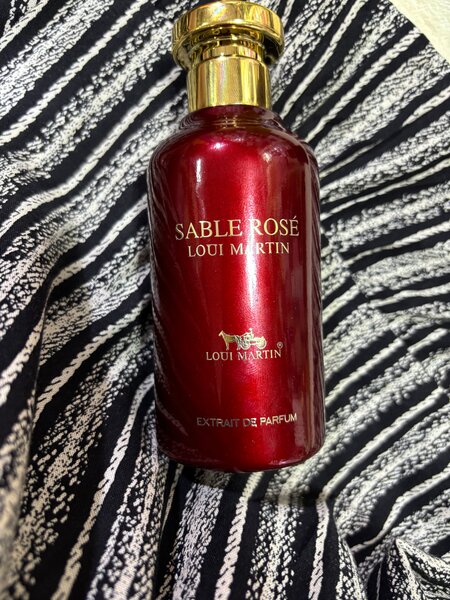 SABLE ROSÉ
LOUI MARTIN
LOUI MARTIN®
EXTRAIT DE PARFUM